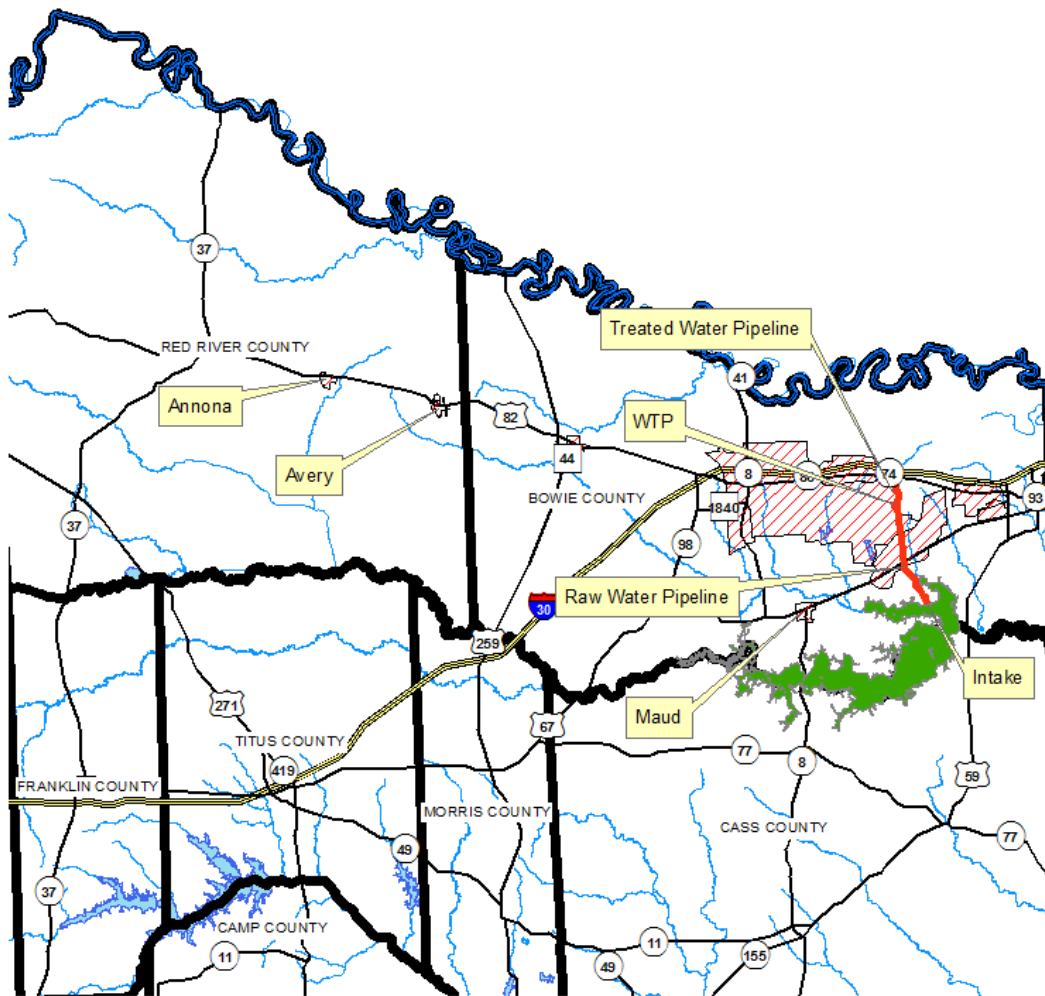 37
Treated Water Pipeline
RED RIVER COUNTY
41
Annona
82
WTP
Avery
44
8
74
BOWIE COUNTY
1840
93
37
98
30
Raw Water Pipeline
259
Intake
271
Maud
67
TITUS COUNTY
77
8
419
59
FRANKLIN COUNTY
MORRIS COUNTY
CASS COUNTY
77
49
37
CAMP COUNTY
11
11
155
49